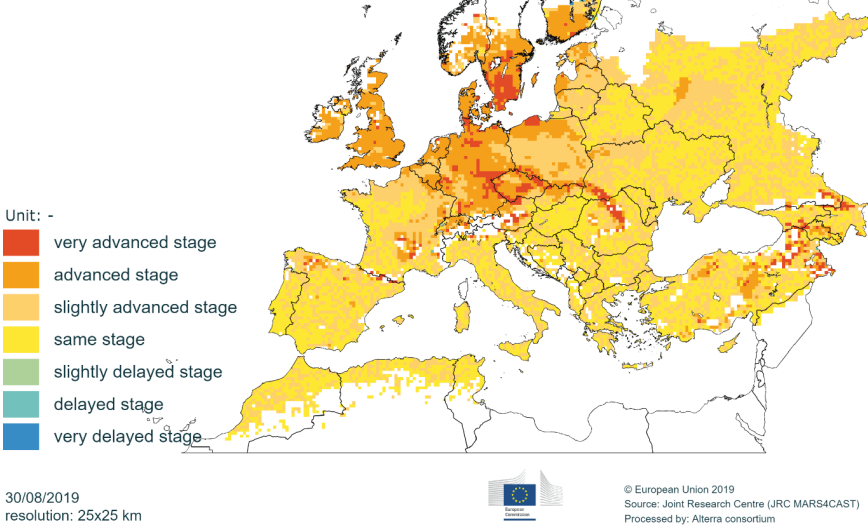 Unit: -
very advanced stage
advanced stage
slightly advanced stage
same stage
slightly delayed stage
delayed stage
very delayed stage
30/08/2019
resolution: 25x25 km
European
Commission
© European Union 2019
Source: Joint Research Centre (JRC MARS4CAST)
Processed by: Alterra consortium